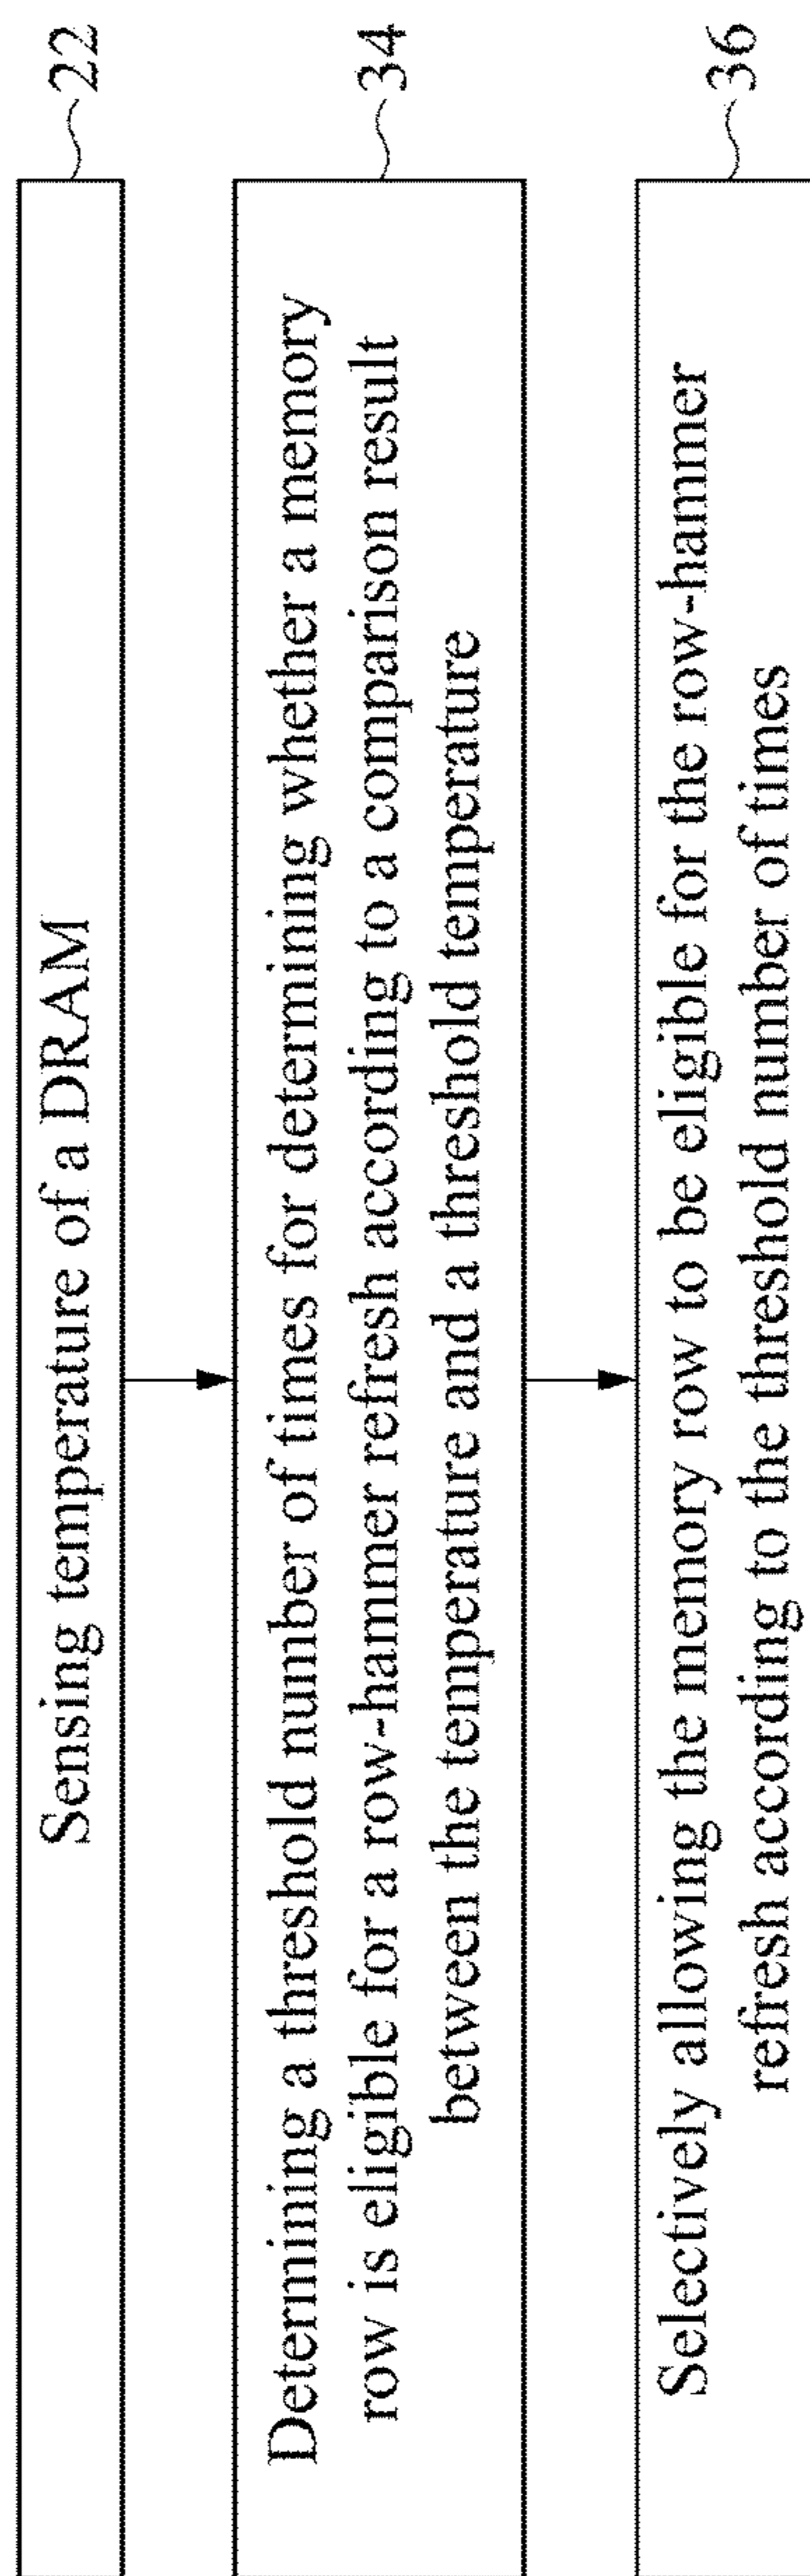 Sensing temperature of a DRAM
22
Determining a threshold number of times for determining whether a memory
row is eligible for a row-hammer refresh according to a comparison result
between the temperature and a threshold temperature
34
Selectively allowing the memory row to be eligible for the row-hammer
refresh according to the threshold number of times
36